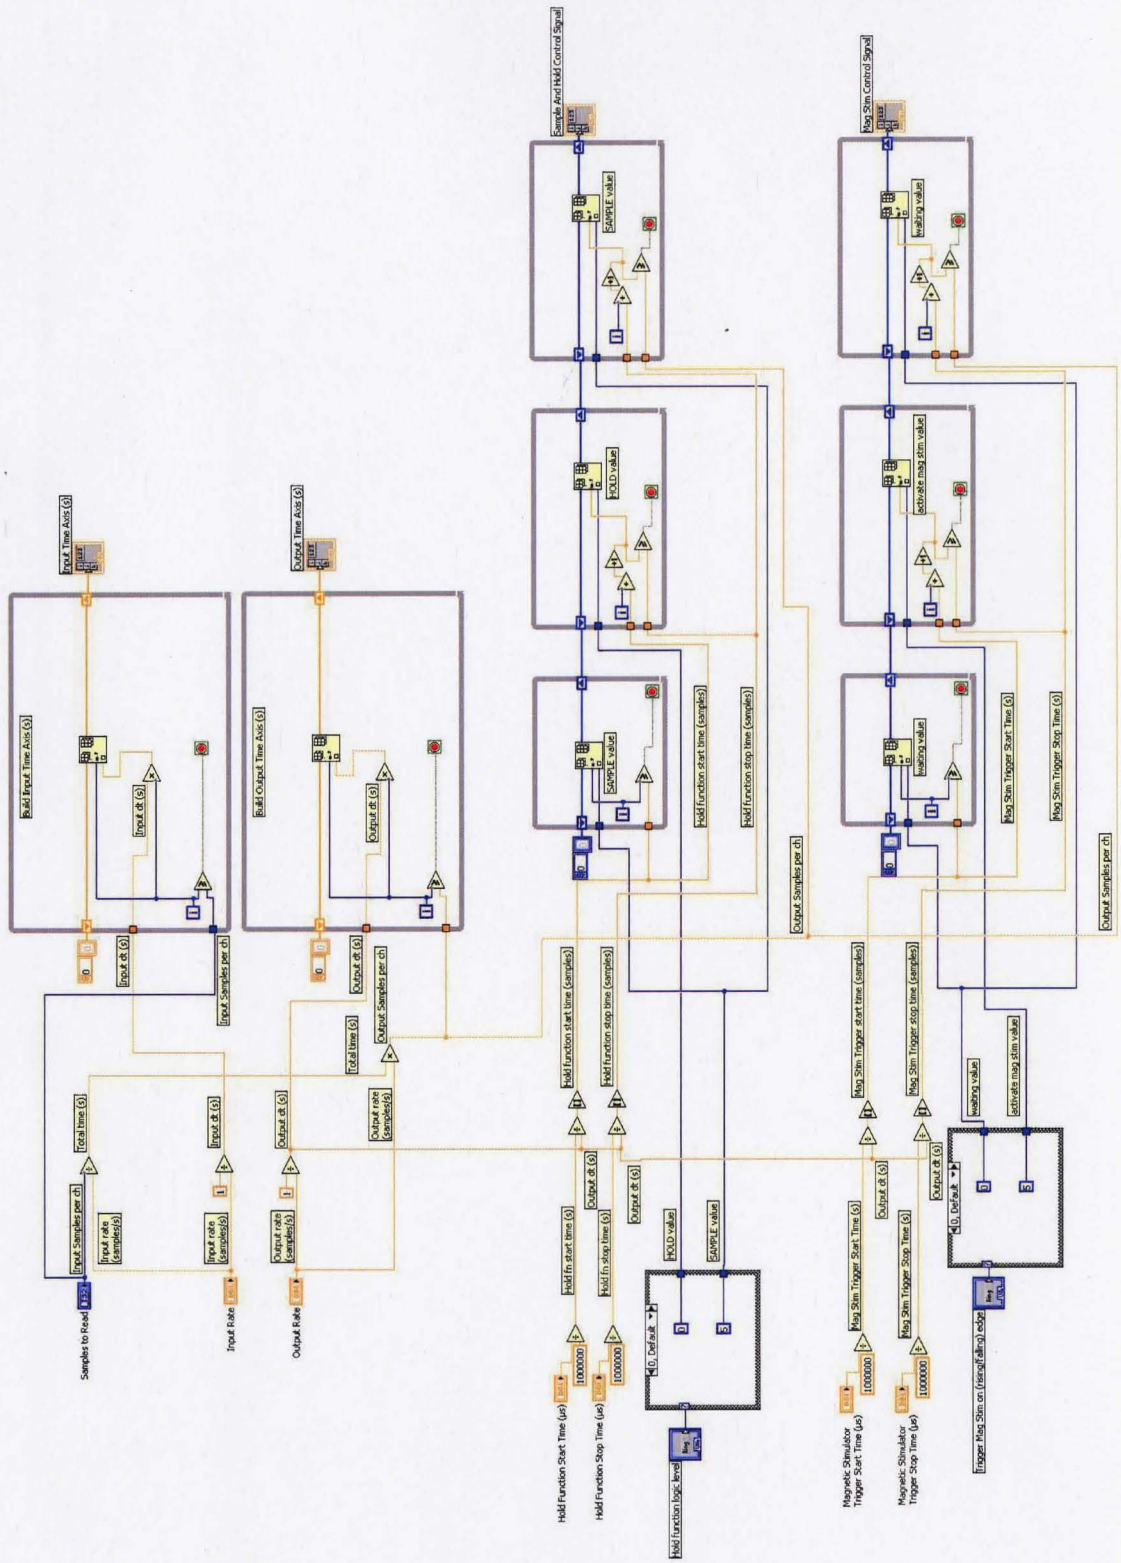 Samples to Read
Input Samples per ch
Input rate
(samples/s)
Total time (s)
Input Rate
Input rate
(samples/s)
1
Input dt (s)
Output Rate
Output rate
(samples/s)
1
Output dt (s)
Output rate
(samples/s)
Total time (s)
Output Samples per ch
Build Input Time Axis (s)
0
Input dt (s)
Input Samples per ch
Input dt (s)
i
Input Time Axis (s)
Build Output Time Axis (s)
0
Output dt (s)
Output dt (s)
i
Output Time Axis (s)
Hold Function Start Time (µs)
1000000
Hold fn start time (s)
Output dt (s)
Hold function start time (samples)
Hold Function Stop Time (µs)
1000000
Hold fn stop time (s)
Output dt (s)
Hold function stop time (samples)
Hold function logic level
0, Default
0
5
HOLD value
SAMPLE value
0
SAMPLE value
i
Hold function start time (samples)
Hold function stop time (samples)
Output Samples per ch
HOLD value
i
SAMPLE value
i
Sample And Hold Control Signal
Magnetic Stimulator
Trigger Start Time (µs)
1000000
Mag Stim Trigger Start Time (s)
Output dt (s)
Mag Stim Trigger start time (samples)
Magnetic Stimulator
Trigger Stop Time (µs)
1000000
Mag Stim Trigger Stop Time (s)
Output dt (s)
Mag Stim Trigger stop time (samples)
Trigger Mag Stim on (rising/falling) edge
0, Default
0
5
waiting value
activate mag stim value
0
waiting value
i
Mag Stim Trigger Start Time (s)
Mag Stim Trigger Stop Time (s)
Output Samples per ch
activate mag stim value
i
waiting value
i
Mag Stim Control Signal